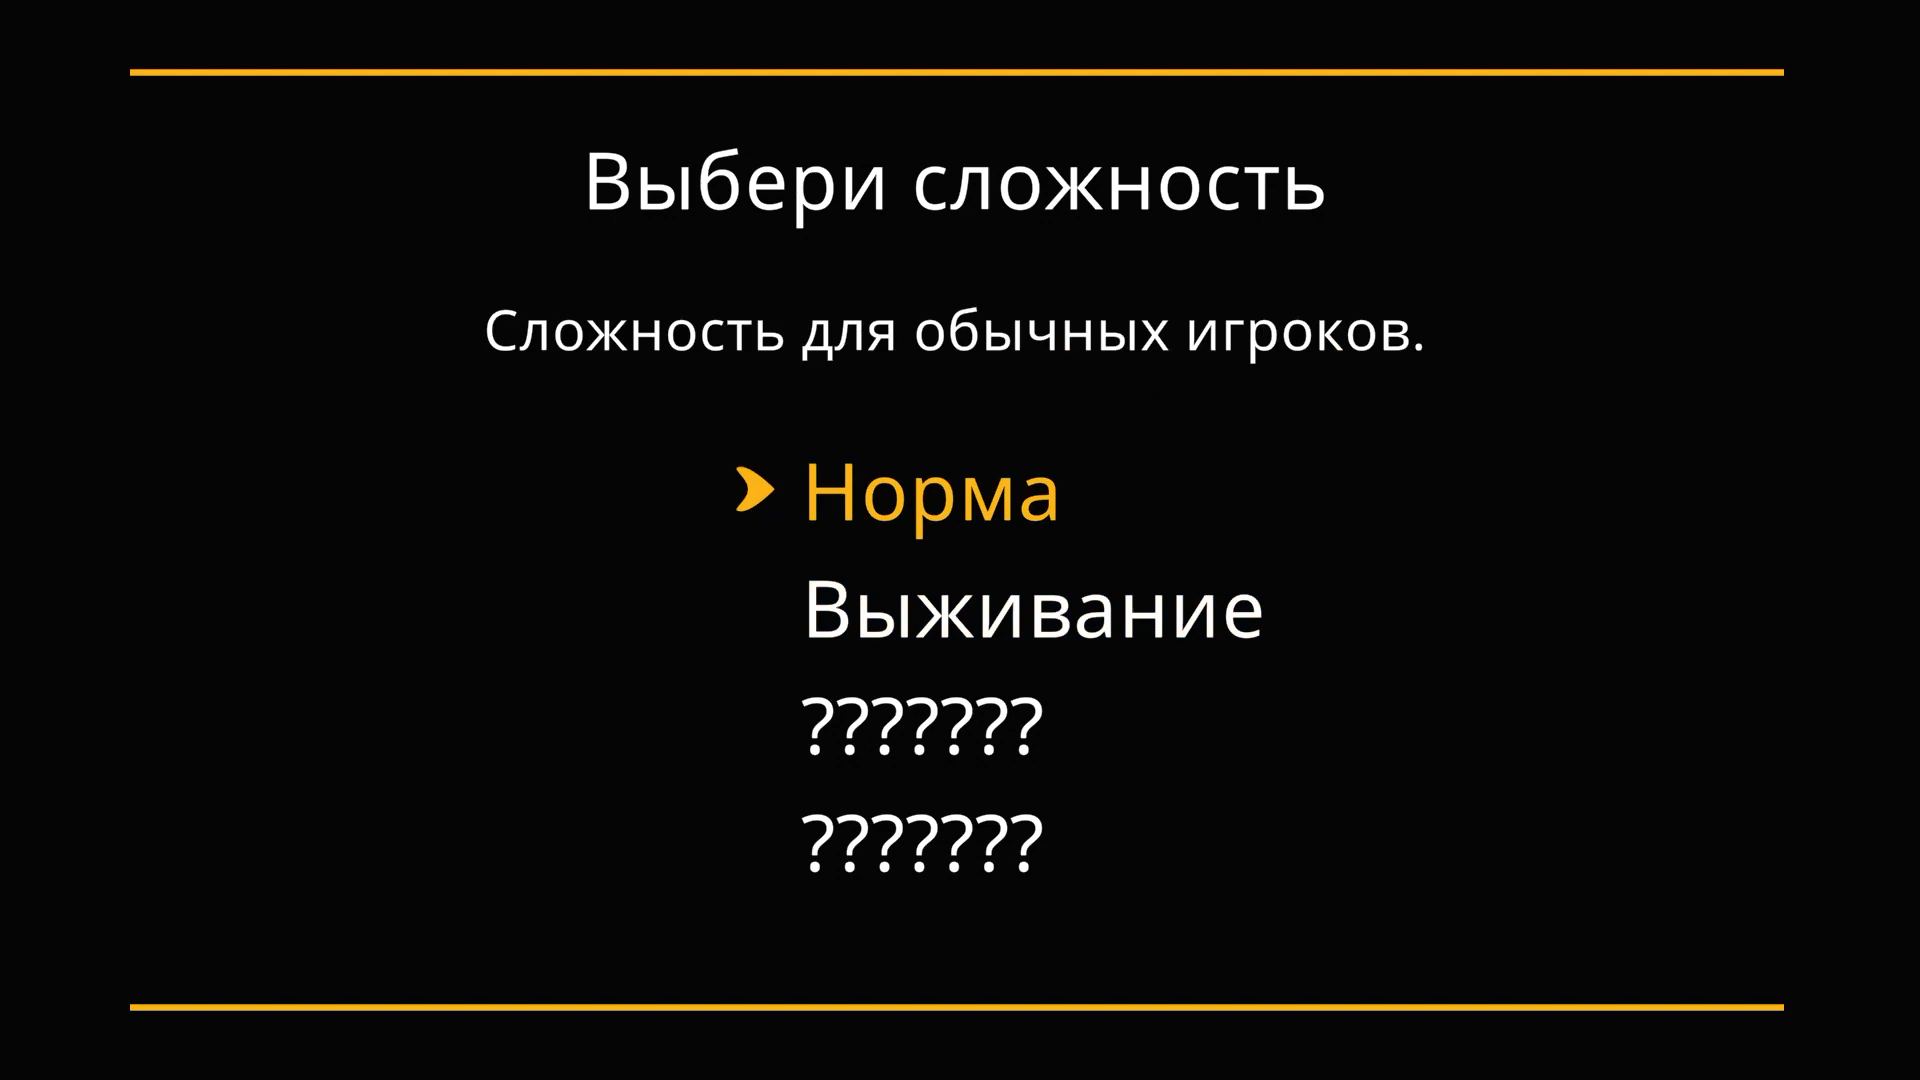 Выбери сложность
Сложность для обычных игроков.
Норма
Выживание
???????
???????